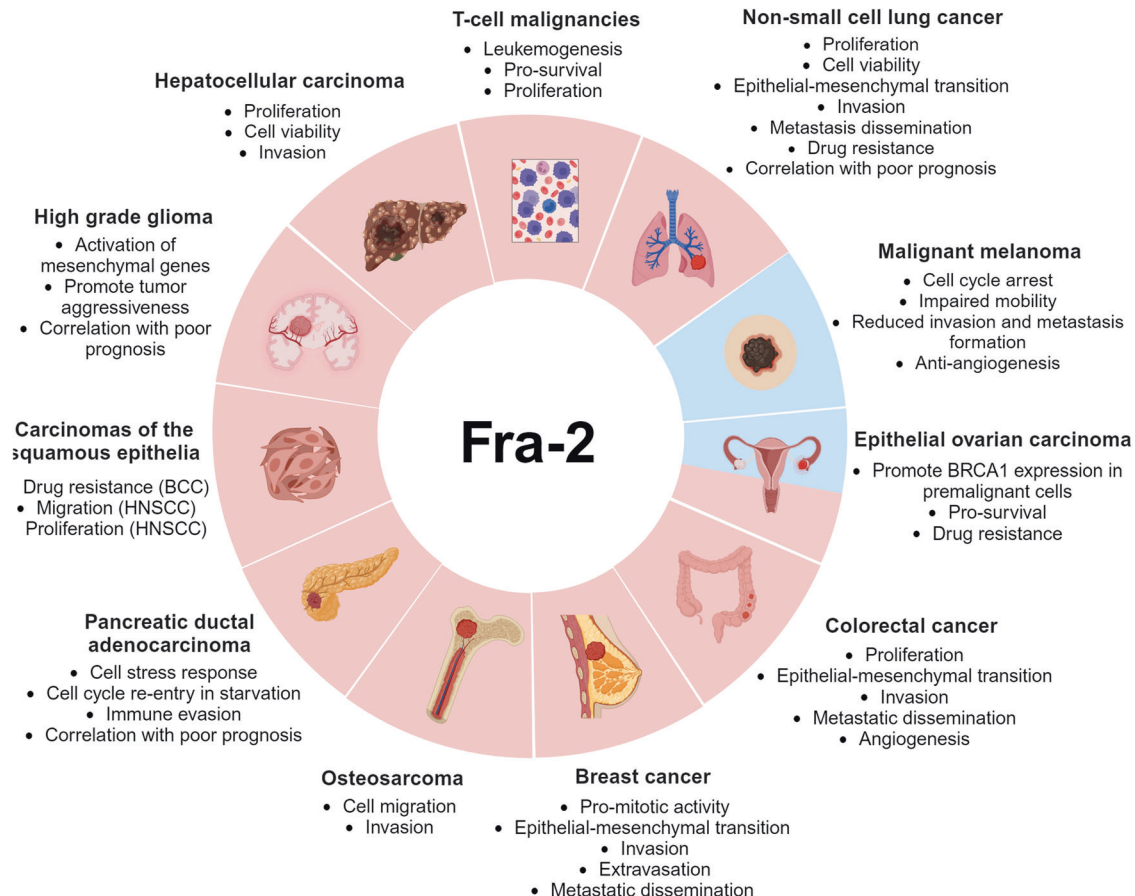 T-cell malignancies
• Leukemogenesis
• Pro-survival
• Proliferation
Non-small cell lung cancer
• Proliferation
• Cell viability
• Epithelial-mesenchymal transition
• Invasion
• Metastasis dissemination
• Drug resistance
• Correlation with poor prognosis
Malignant melanoma
• Cell cycle arrest
• Impaired mobility
• Reduced invasion and metastasis
formation
• Anti-angiogenesis
Epithelial ovarian carcinoma
• Promote BRCA1 expression in
premalignant cells
• Pro-survival
• Drug resistance
Colorectal cancer
• Proliferation
• Epithelial-mesenchymal transition
• Invasion
• Metastatic dissemination
• Angiogenesis
Breast cancer
• Pro-mitotic activity
• Epithelial-mesenchymal transition
• Invasion
• Extravasation
• Metastatic dissemination
Osteosarcoma
• Cell migration
• Invasion
Pancreatic ductal
adenocarcinoma
• Cell stress response
• Cell cycle re-entry in starvation
• Immune evasion
• Correlation with poor prognosis
Carcinomas of the
squamous epithelia
Drug resistance (BCC)
• Migration (HNSCC)
Proliferation (HNSCC)
High grade glioma
• Activation of
mesenchymal genes
• Promote tumor
aggressiveness
• Correlation with poor
prognosis
Hepatocellular carcinoma
• Proliferation
• Cell viability
• Invasion
Fra-2